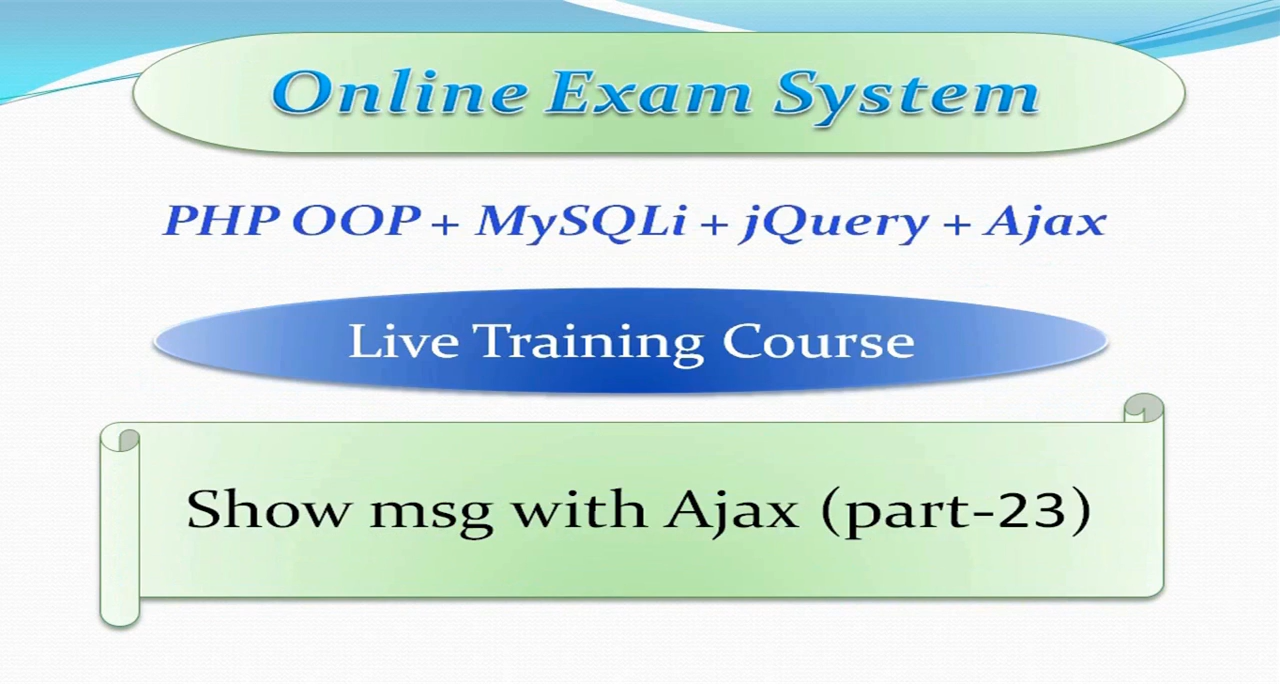 Online Exam System
PHP OOP + MySQLi + jQuery + Ajax
Live Training Course
Show msg with Ajax (part-23)